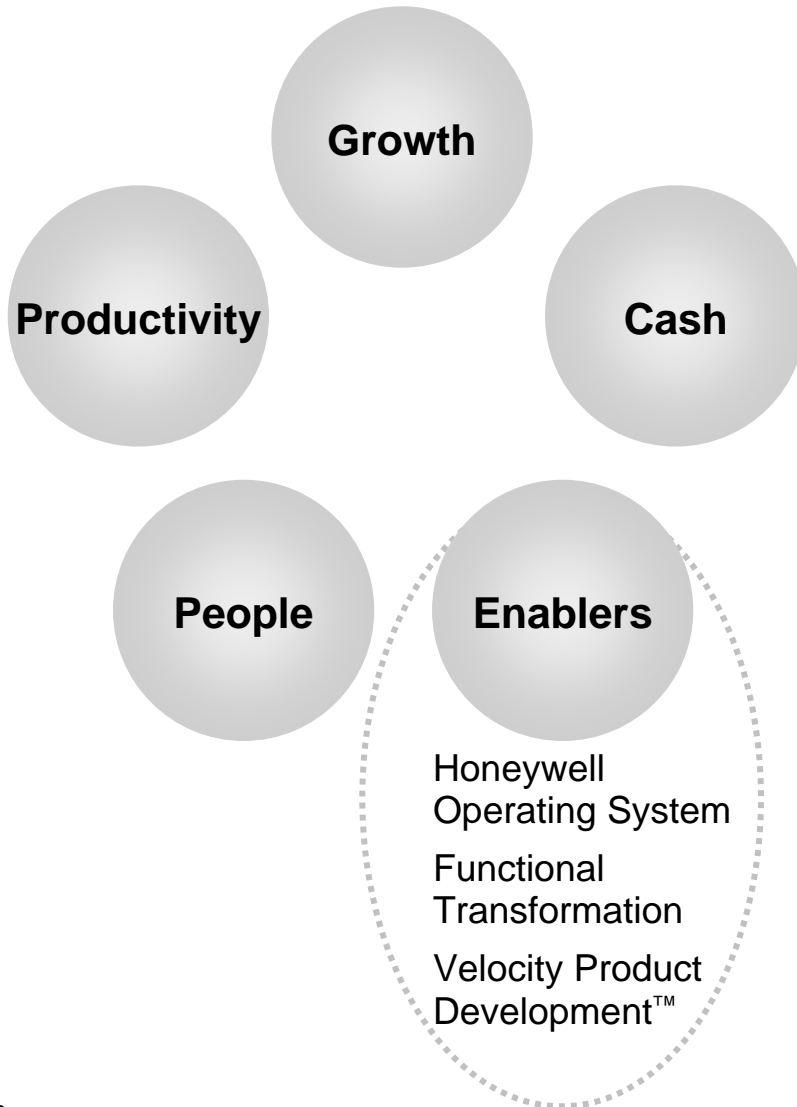 Growth
Productivity
Cash
People
Enablers
Honeywell
Operating System
Functional
Transformation
Velocity Product
Development™